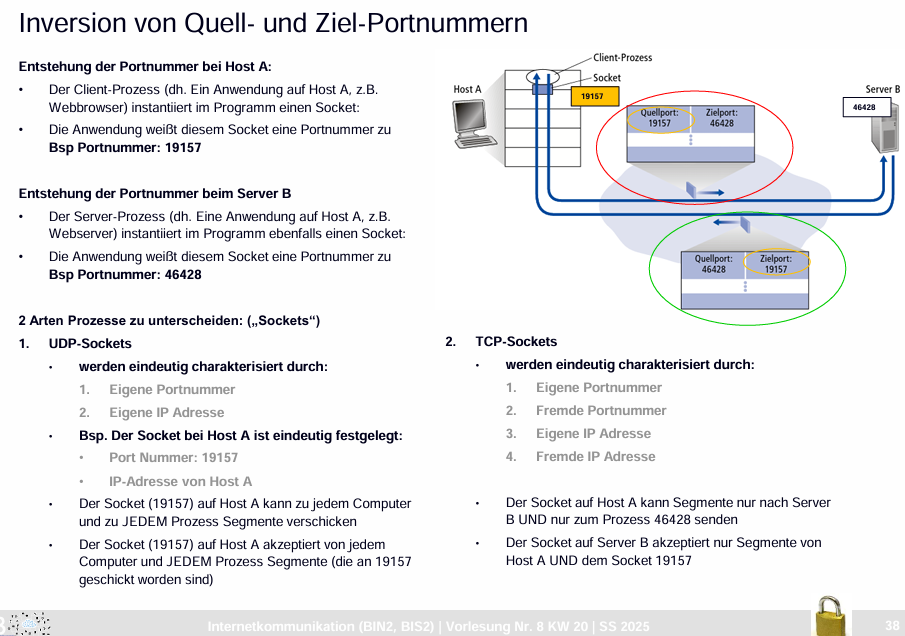 Inversion von Quell- und Ziel-Portnummern
Entstehung der Portnummer bei Host A:
• Der Client-Prozess (dh. Ein Anwendung auf Host A, z.B.
Webbrowser) instantiiert im Programm einen Socket:
• Die Anwendung weißt diesem Socket eine Portnummer zu
Bsp Portnummer: 19157
Entstehung der Portnummer beim Server B
• Der Server-Prozess (dh. Eine Anwendung auf Host A, z.B.
Webserver) instantiiert im Programm ebenfalls einen Socket:
• Die Anwendung weißt diesem Socket eine Portnummer zu
Bsp Portnummer: 46428
Client-Prozess
Socket
Host A
19157
Server B
46428
Quellport:
19157
Zielport:
46428
Quellport:
46428
Zielport:
19157
2 Arten Prozesse zu unterscheiden: („Sockets“)
1. UDP-Sockets
• werden eindeutig charakterisiert durch:
1. Eigene Portnummer
2. Eigene IP Adresse
• Bsp. Der Socket bei Host A ist eindeutig festgelegt:
• Port Nummer: 19157
• IP-Adresse von Host A
• Der Socket (19157) auf Host A kann zu jedem Computer
und zu JEDEM Prozess Segmente verschicken
• Der Socket (19157) auf Host A akzeptiert von jedem
Computer und JEDEM Prozess Segmente (die an 19157
geschickt worden sind)
2. TCP-Sockets
• werden eindeutig charakterisiert durch:
1. Eigene Portnummer
2. Fremde Portnummer
3. Eigene IP Adresse
4. Fremde IP Adresse
• Der Socket auf Host A kann Segmente nur nach Server
B UND nur zum Prozess 46428 senden
• Der Socket auf Server B akzeptiert nur Segmente von
Host A UND dem Socket 19157
Internetkommunikation (BIN2, BIS2) | Vorlesung Nr. 8 KW 20 | SS 2025
38